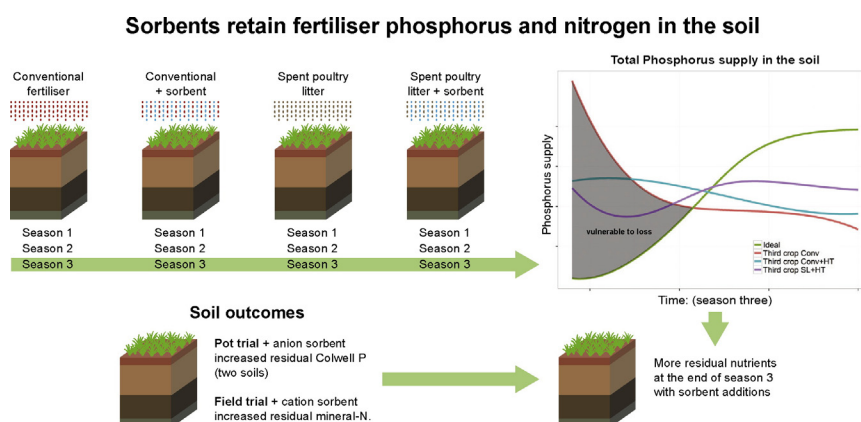 Sorbents retain fertiliser phosphorus and nitrogen in the soil
Conventional
fertiliser
Conventional
+ sorbent
Spent poultry
litter
Spent poultry
litter + sorbent
Season 1
Season 2
Season 3
Season 1
Season 2
Season 3
Season 1
Season 2
Season 3
Season 1
Season 2
Season 3
Total Phosphorus supply in the soil
Phosphorus supply
vulnerable to loss
Ideal
Third crop Conv
Third crop Conv+HT
Third crop SL+HT
Time: (season three)
Soil outcomes
Pot trial + anion sorbent
increased residual Colwell P
(two soils)
Field trial + cation sorbent
increased residual mineral-N.
More residual nutrients
at the end of season 3
with sorbent additions